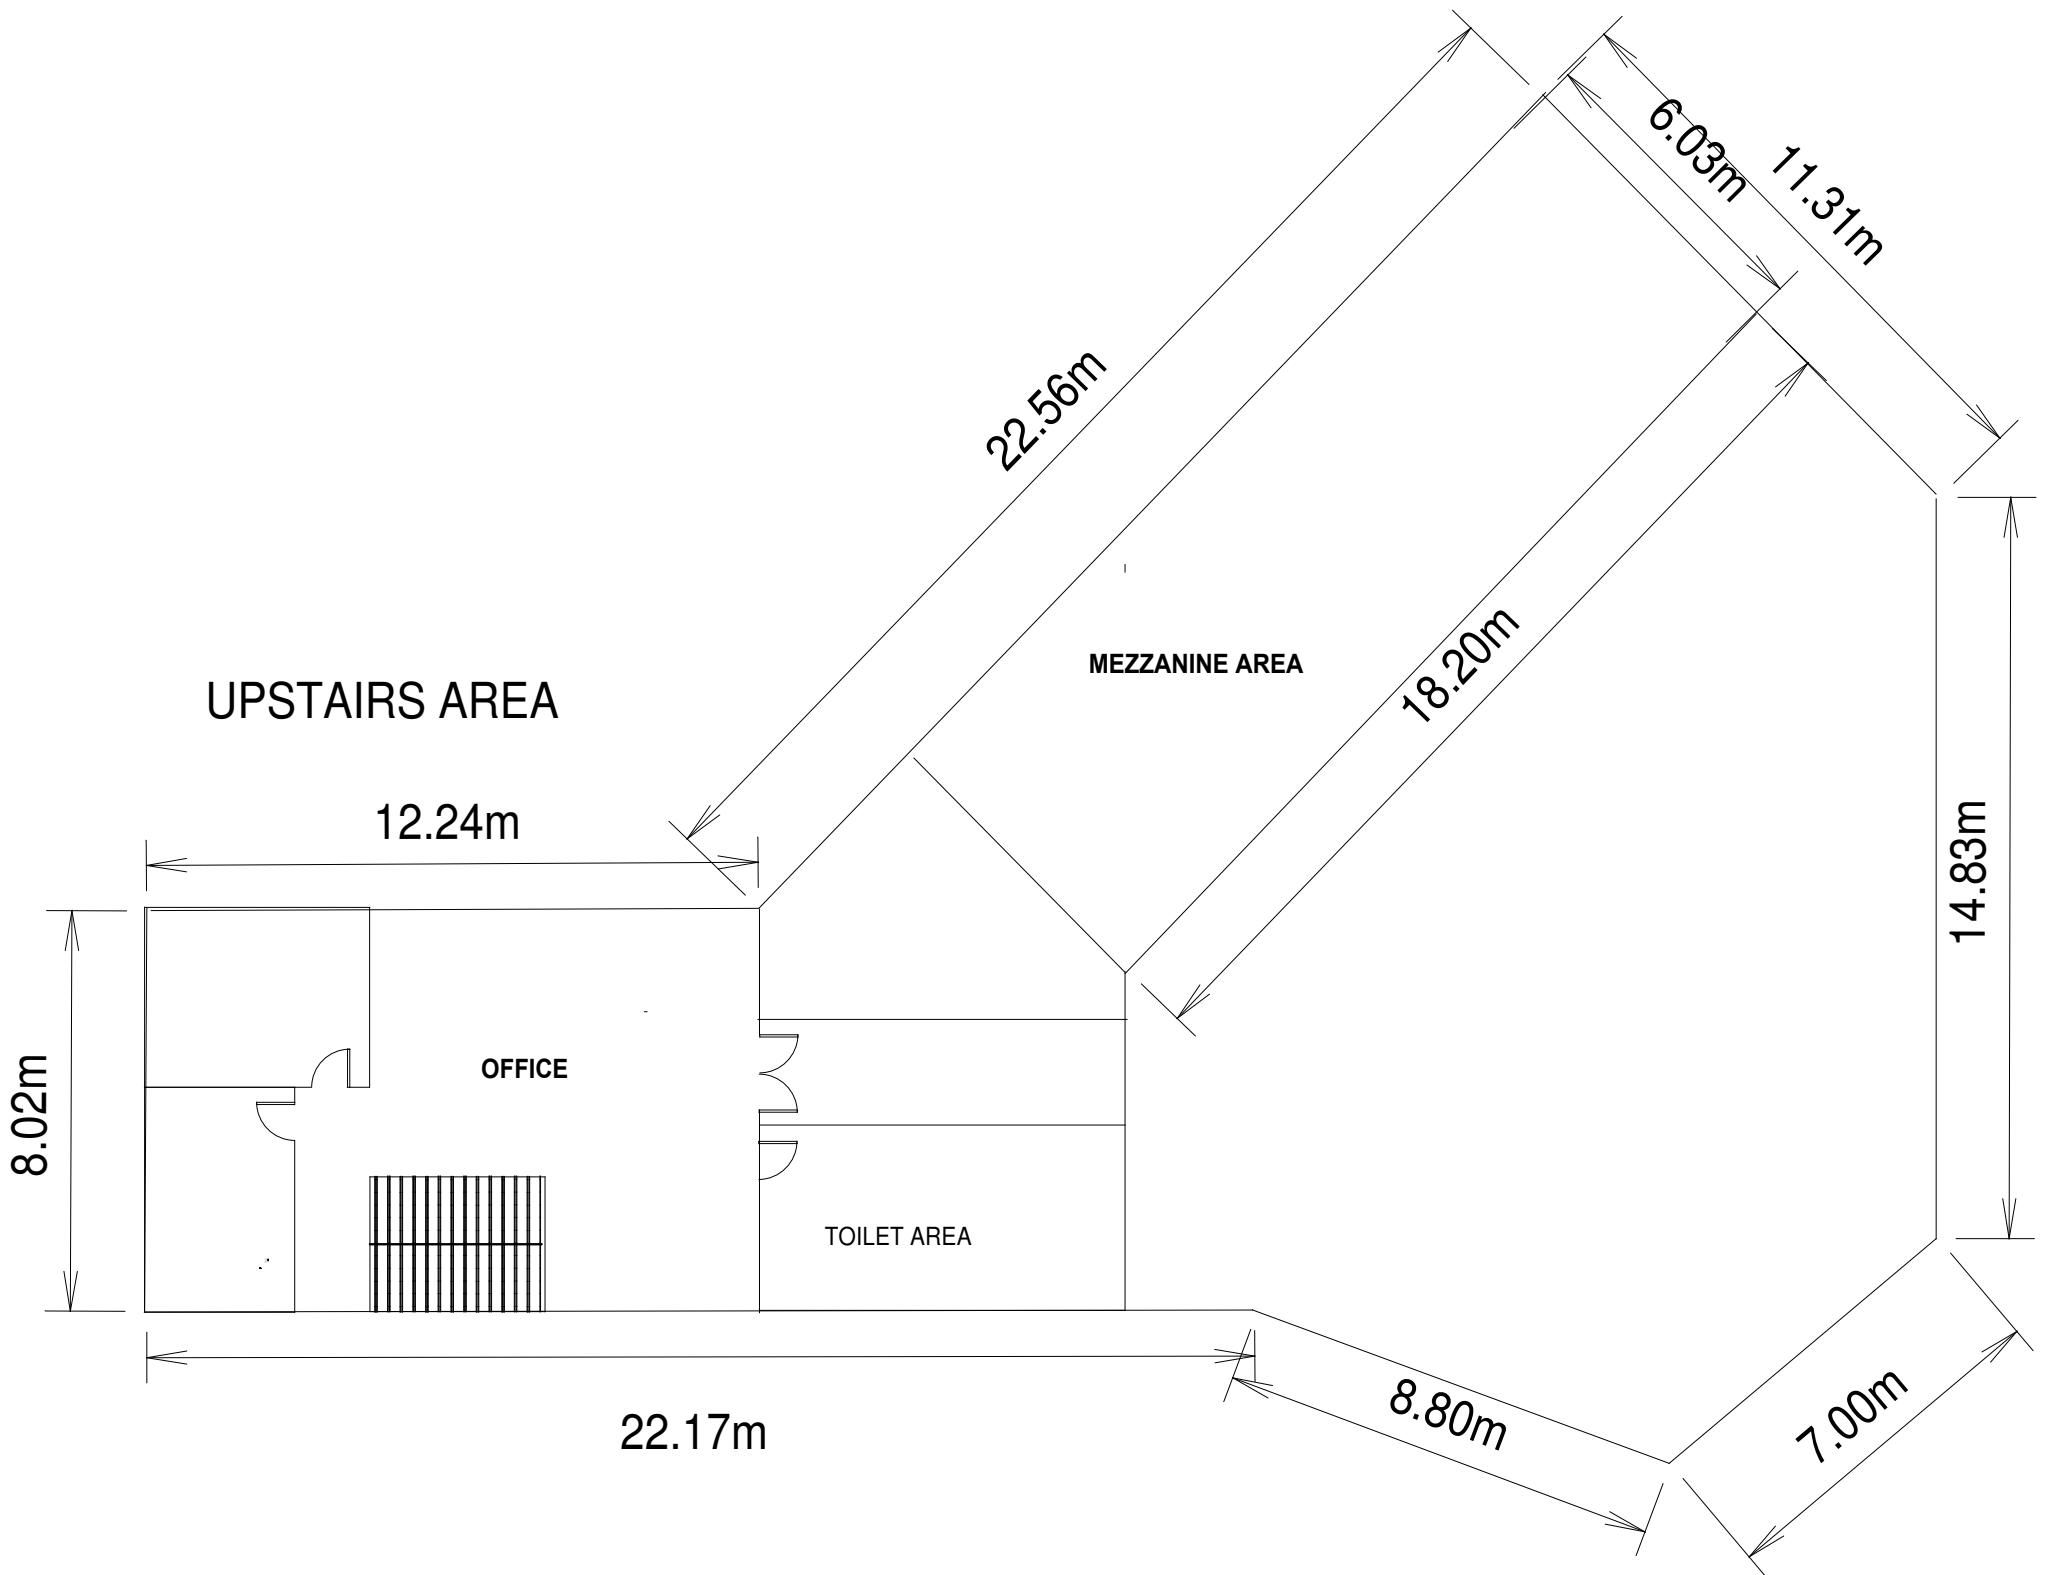 6.03m
11.31m
22.56m
MEZZANINE AREA
18.20m
UPSTAIRS AREA
12.24m
14.83m
OFFICE
8.02m
TOILET AREA
8.80m
7.00m
22.17m